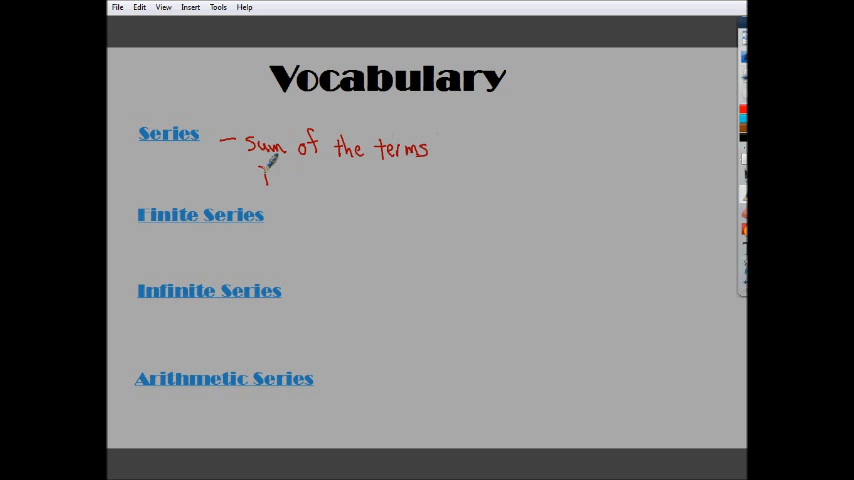 File Edit View Insert Tools Help
Vocabulary
Series - sum of the terms
Finite Series
Infinite Series
Arithmetic Series